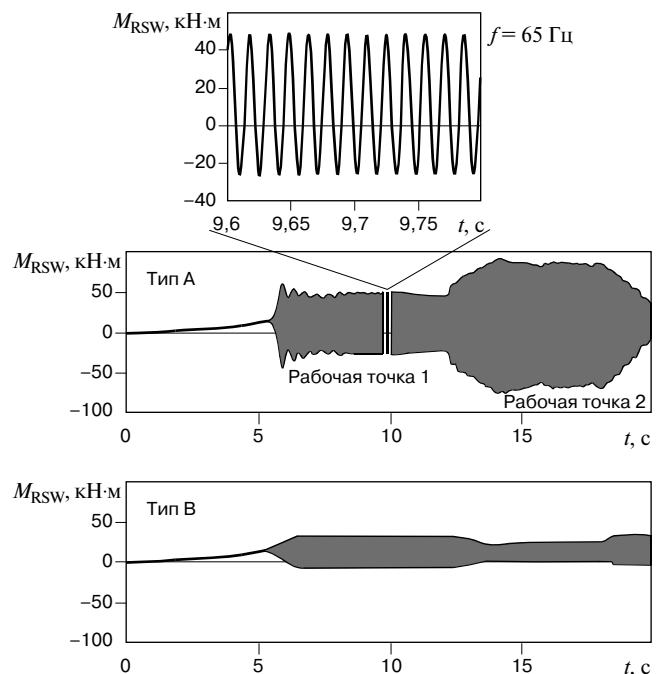 M_RSW, кН·м
f = 65 Гц
40
20
0
−20
−40
9,6 9,65 9,7 9,75 t, с
M_RSW, кН·м
Тип А
50
0
−50
−100
Рабочая точка 1
Рабочая точка 2
0 5 10 15 t, с
M_RSW, кН·м
Тип В
50
0
−50
−100
0 5 10 15 t, с